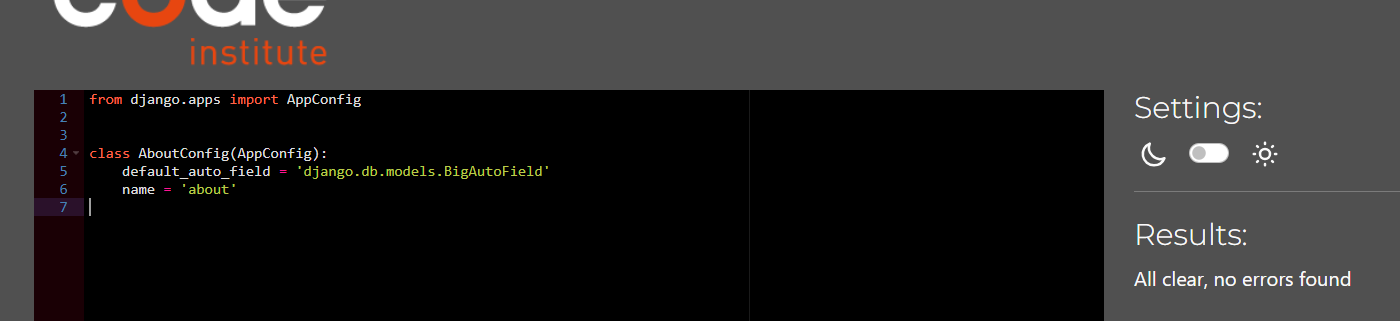 code
institute
1 from django.apps import AppConfig
2
3
4 class AboutConfig(AppConfig):
5 default_auto_field = 'django.db.models.BigAutoField'
6 name = 'about'
7
Settings:
Results:
All clear, no errors found